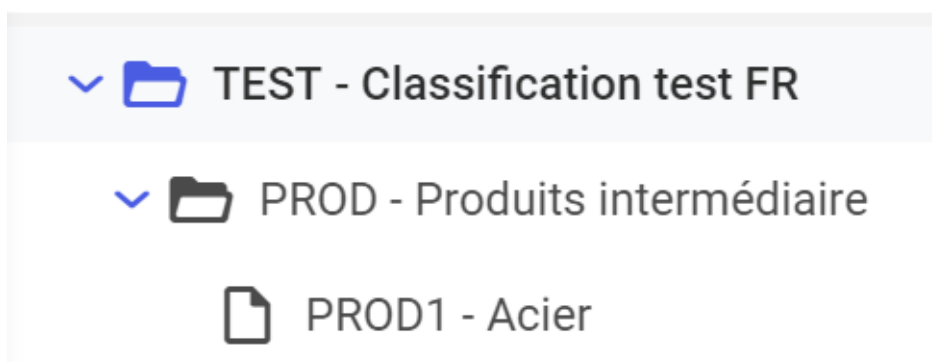 TEST - Classification test FR
PROD - Produits intermédiaire
PROD1 - Acier